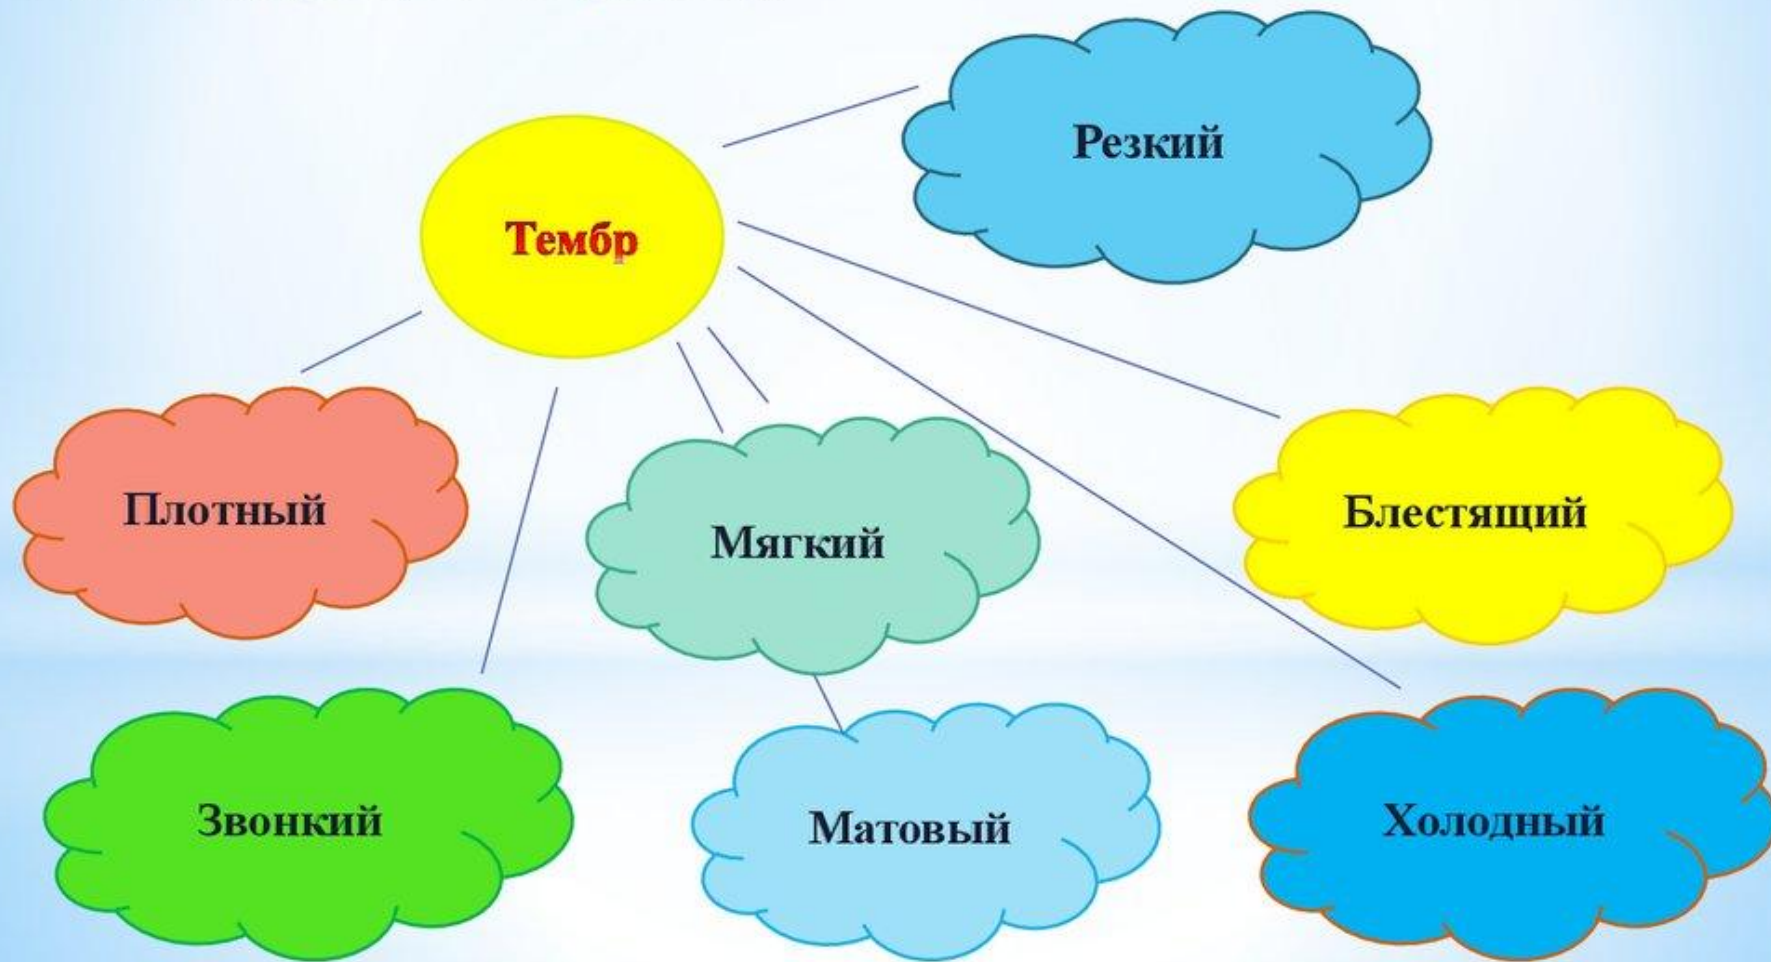 Резкий
Тембр
Плотный
Мягкий
Блестящий
Звонкий
Матовый
Холодный